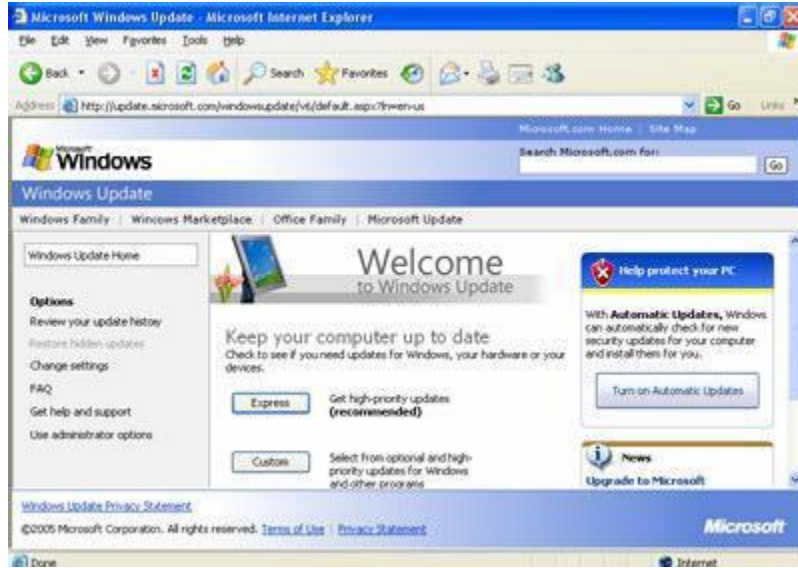 Microsoft Windows Update - Microsoft Internet Explorer
File Edit View Favorites Tools Help
Back Search Favorites
Address http://update.microsoft.com/windowsupdate/v6/default.aspx?ln=en-us Go Links
Microsoft.com Home | Site Map
Microsoft
Windows
Search Microsoft.com for:
Go
Windows Update
Windows Family | Windows Marketplace | Office Family | Microsoft Update
Windows Update Home
Options
Review your update history
Restore hidden updates
Change settings
FAQ
Get help and support
Use administrator options
Welcome
to Windows Update
Keep your computer up to date
Check to see if you need updates for Windows, your hardware or your
devices.
Express
Get high-priority updates
(recommended)
Custom
Select from optional and high-
priority updates for Windows
and other programs
Help protect your PC
With Automatic Updates, Windows
can automatically check for new
security updates for your computer
and install them for you.
Turn on Automatic Updates
News
Upgrade to Microsoft
Windows Update Privacy Statement
©2005 Microsoft Corporation. All rights reserved. Terms of Use | Privacy Statement
Microsoft
Done
Internet